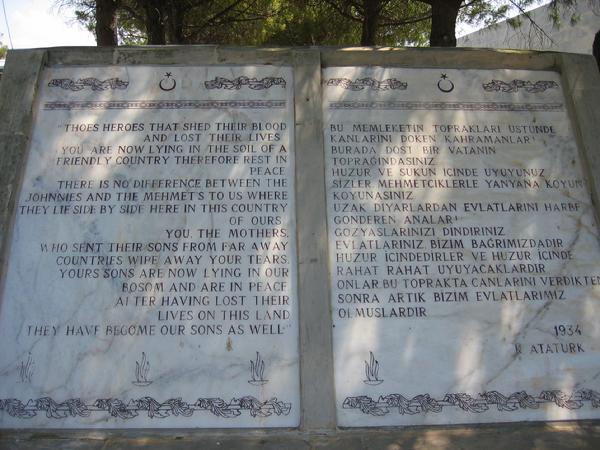 "THOES HEROES THAT SHED THEIR BLOOD
AND LOST THEIR LIVES.
YOU ARE NOW LYING IN THE SOIL OF A
FRIENDLY COUNTRY THEREFORE REST IN
PEACE
THERE IS NO DIFFERENCE BETWEEN THE
JOHNNIES AND THE MEHMETS TO US WHERE
THEY LIE SIDE BY SIDE HERE IN THIS COUNTRY
OF OURS.
YOU, THE MOTHERS,
WHO SENT THEIR SONS FROM FAR AWAY
COUNTRIES WIPE AWAY YOUR TEARS.
YOURS SONS ARE NOW LYING IN OUR
BOSOM AND ARE IN PEACE
AFTER HAVING LOST THEIR
LIVES ON THIS LAND
THEY HAVE BECOME OUR SONS AS WELL"
BU MEMLEKETİN TOPRAKLARI ÜSTÜNDE
KANLARINI DÖKEN KAHRAMANLAR!
BURADA DOST BİR VATANIN
TOPRAĞINDASINIZ
HUZUR VE SÜKUN İÇİNDE UYUYUNUZ
SİZLER MEHMETÇİKLERLE YANYANA KOYUN
KOYUNASINIZ
UZAK DİYARLARDAN EVLATLARINI HARBE
GÖNDEREN ANALAR!
GÖZYAŞLARINIZI DİNDİRİNİZ
EVLATLARINIZ, BİZİM BAĞRIMIZDADIR
HUZUR İÇİNDEDİRLER VE HUZUR İÇİNDE
RAHAT RAHAT UYUYACAKLARDIR
ONLAR, BU TOPRAKTA CANLARINI VERDİKTEN
SONRA ARTIK BİZİM EVLATLARIMIZ
OLMUŞLARDIR
1934
K ATATÜRK